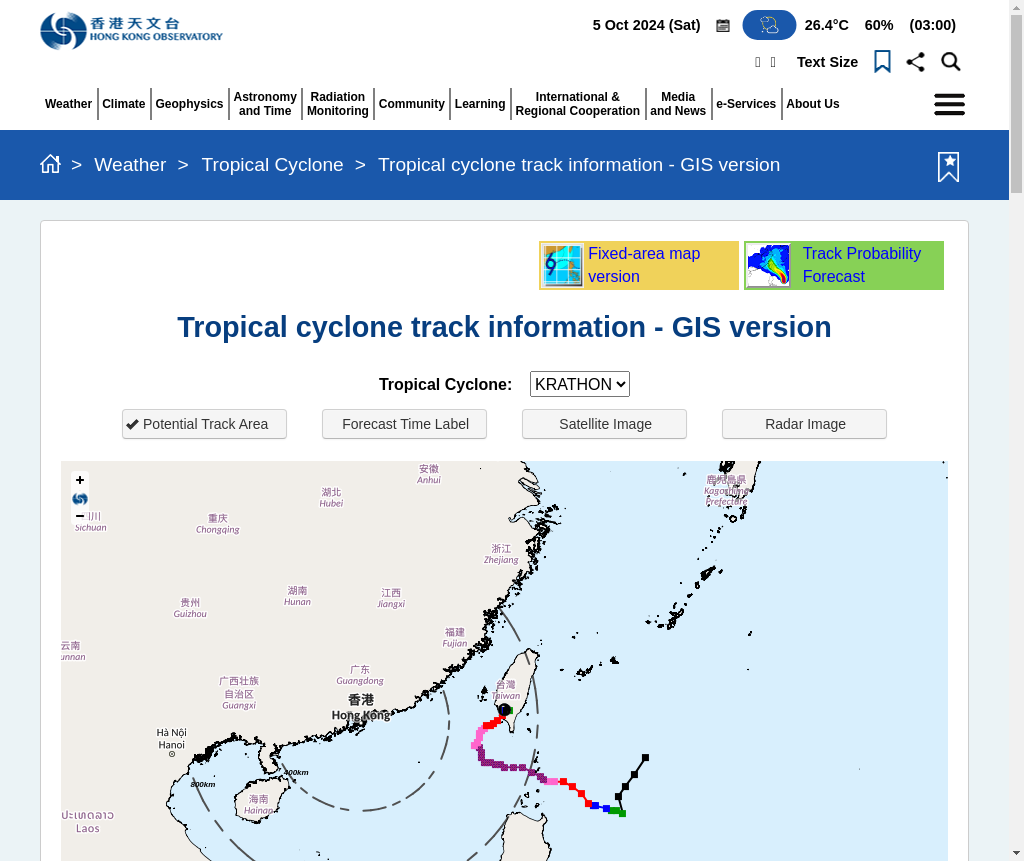 香港天文台
HONG KONG OBSERVATORY
5 Oct 2024 (Sat) 26.4°C 60% (03:00)
Text Size
Weather Climate Geophysics Astronomy and Time Radiation Monitoring Community Learning International & Regional Cooperation Media and News e-Services About Us
> Weather > Tropical Cyclone > Tropical cyclone track information - GIS version
Fixed-area map version
Track Probability Forecast
Tropical cyclone track information - GIS version
Tropical Cyclone: KRATHON
Potential Track Area Forecast Time Label Satellite Image Radar Image
+
−
安徽
Anhui
鹿児島県
Kagoshima
Prefecture
湖北
Hubei
川
Sichuan
重庆
Chongqing
浙江
Zhejiang
湖南
Hunan
江西
Jiangxi
贵州
Guizhou
福建
Fujian
云南
unnan
广东
Guangdong
广西壮族
自治区
Guangxi
台灣
Taiwan
香港
Hong Kong
Hà Nội
Hanoi
400km
800km
海南
Hainan
ປະເທດລາວ
Laos